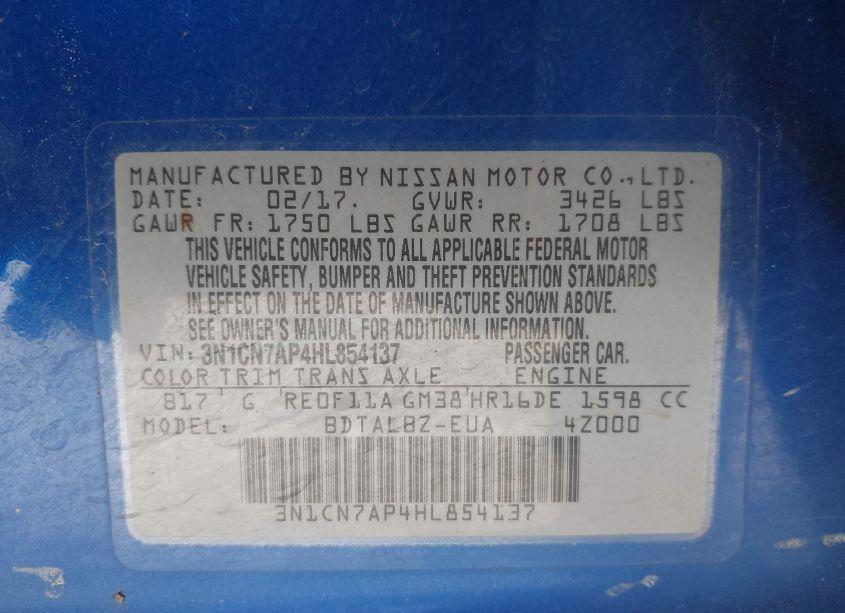 MANUFACTURED BY NISSAN MOTOR CO., LTD.
DATE: 02/17. GVWR: 3426 LBS
GAWR FR: 1750 LBS GAWR RR: 1708 LBS
THIS VEHICLE CONFORMS TO ALL APPLICABLE FEDERAL MOTOR
VEHICLE SAFETY, BUMPER AND THEFT PREVENTION STANDARDS
IN EFFECT ON THE DATE OF MANUFACTURE SHOWN ABOVE.
SEE OWNER'S MANUAL FOR ADDITIONAL INFORMATION.
VIN: 3N1CN7AP4HL854137 PASSENGER CAR.
COLOR TRIM TRANS AXLE ENGINE
817 G RE0F11A GM38 HR16DE 1598 CC
MODEL: BDTALBZ-EUA 4Z000
3N1CN7AP4HL854137